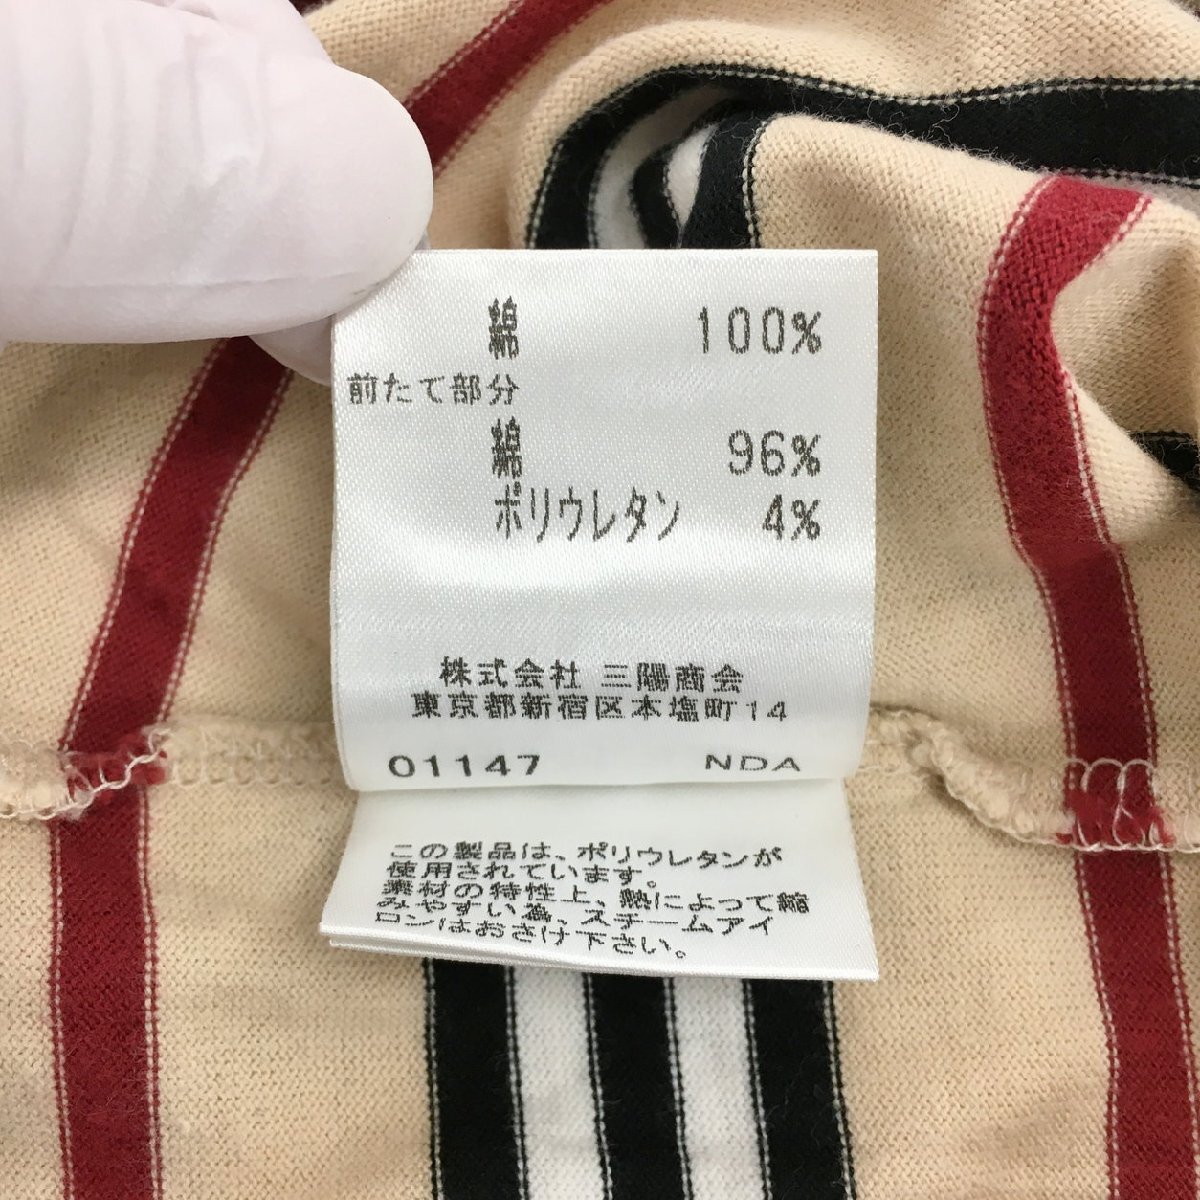 綿 100%
前たて部分
綿 96%
ポリウレタン 4%
株式会社 三陽商会
東京都新宿区本塩町14
01147 NDA
この製品は、ポリウレタンが
使用されています。
素材の特性上、熱によって縮
みやすい為、スチームアイ
ロンはおさけ下さい。